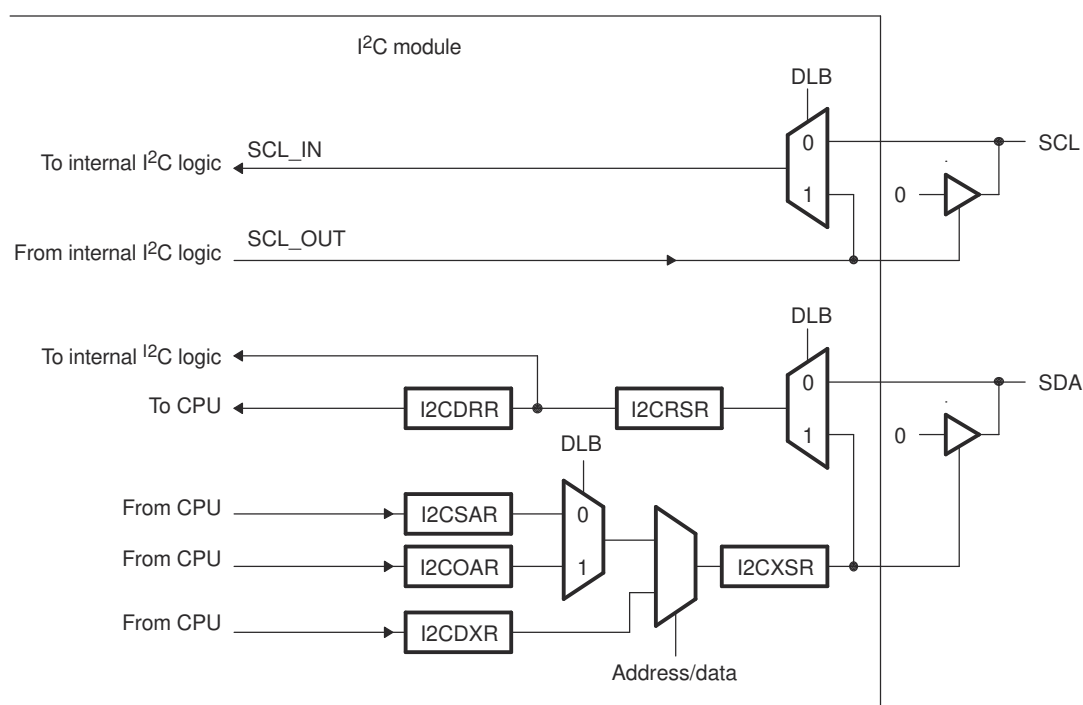 I²C module
DLB
0
To internal I²C logic
SCL_IN
SCL
1
0
From internal I²C logic
SCL_OUT
DLB
To internal I²C logic
0
SDA
To CPU
I2CDRR
I2CRSR
1
0
DLB
From CPU
I2CSAR
0
From CPU
I2COAR
1
I2CXSR
From CPU
I2CDXR
Address/data